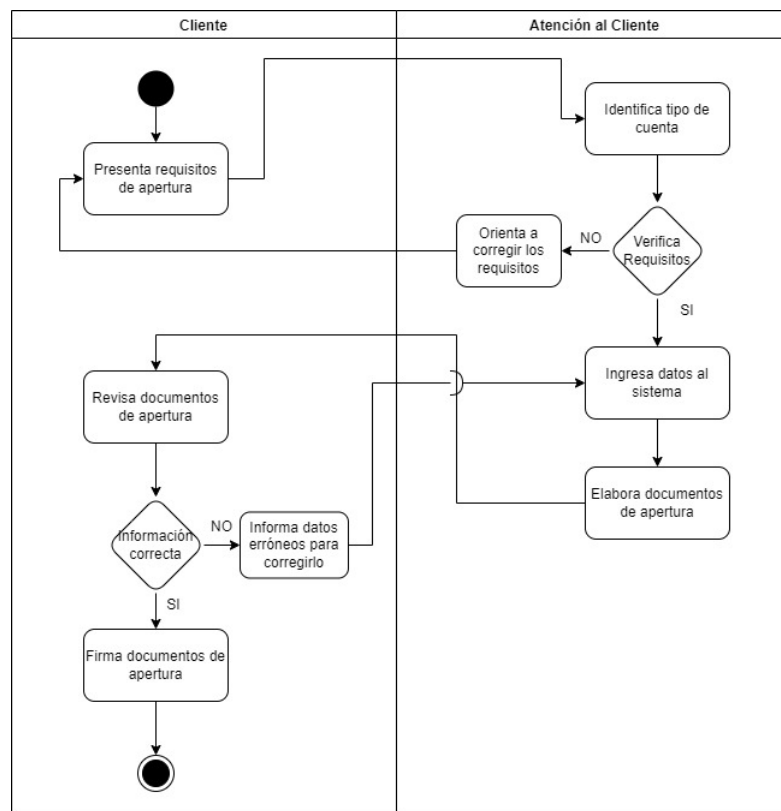 Cliente
Atención al Cliente
Identifica tipo de
cuenta
Presenta requisitos
de apertura
Orienta a
corregir los
requisitos
NO
Verifica
Requisitos
SI
Revisa documentos
de apertura
Ingresa datos al
sistema
Elabora documentos
de apertura
Información
correcta
NO
Informa datos
erróneos para
corregirlo
SI
Firma documentos de
apertura